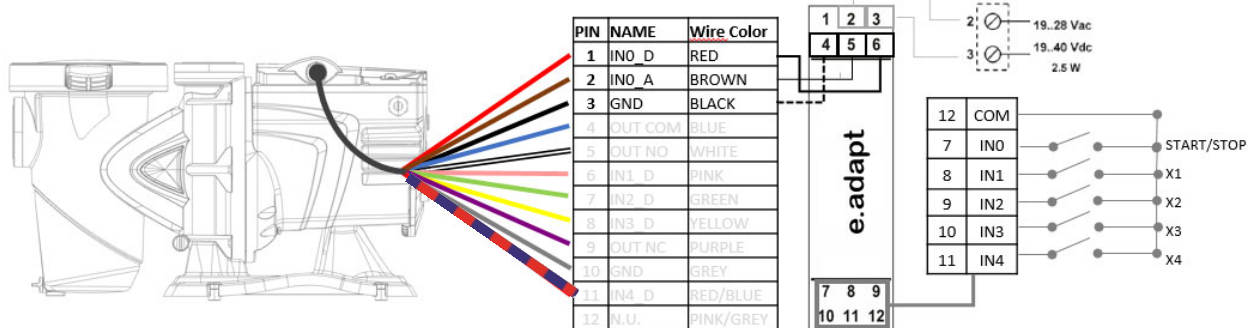 PIN NAME Wire Color
1 IN0_D RED
2 IN0_A BROWN
3 GND BLACK
4 OUT COM BLUE
5 OUT NO WHITE
6 IN1_D PINK
7 IN2_D GREEN
8 IN3_D YELLOW
9 OUT NC PURPLE
10 GND GREY
11 IN4_D RED/BLUE
12 N.U. PINK/GREY
1 2 3
4 5 6
e.adapt
7 8 9
10 11 12
2 19..28 Vac
3 19..40 Vdc
2.5 W
12 COM
7 IN0 START/STOP
8 IN1 X1
9 IN2 X2
10 IN3 X3
11 IN4 X4